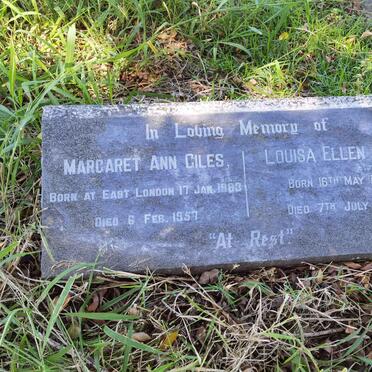 In Loving Memory of
MARGARET ANN GILES,
BORN AT EAST LONDON 17 JAN. 1883
DIED 6 FEB. 1957
LOUISA ELLEN
BORN 16TH MAY
DIED 7TH JULY
"At Rest"